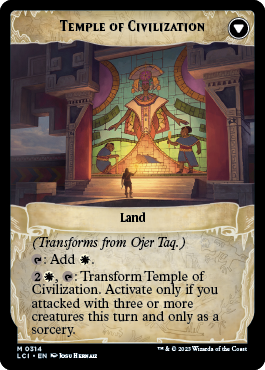 Temple of Civilization
Land
(Transforms from Ojer Taq.)
: Add .
2, : Transform Temple of
Civilization. Activate only if you
attacked with three or more
creatures this turn and only as a
sorcery.
M 0314
LCI • EN Josu Hernaiz
™ & © 2023 Wizards of the Coast